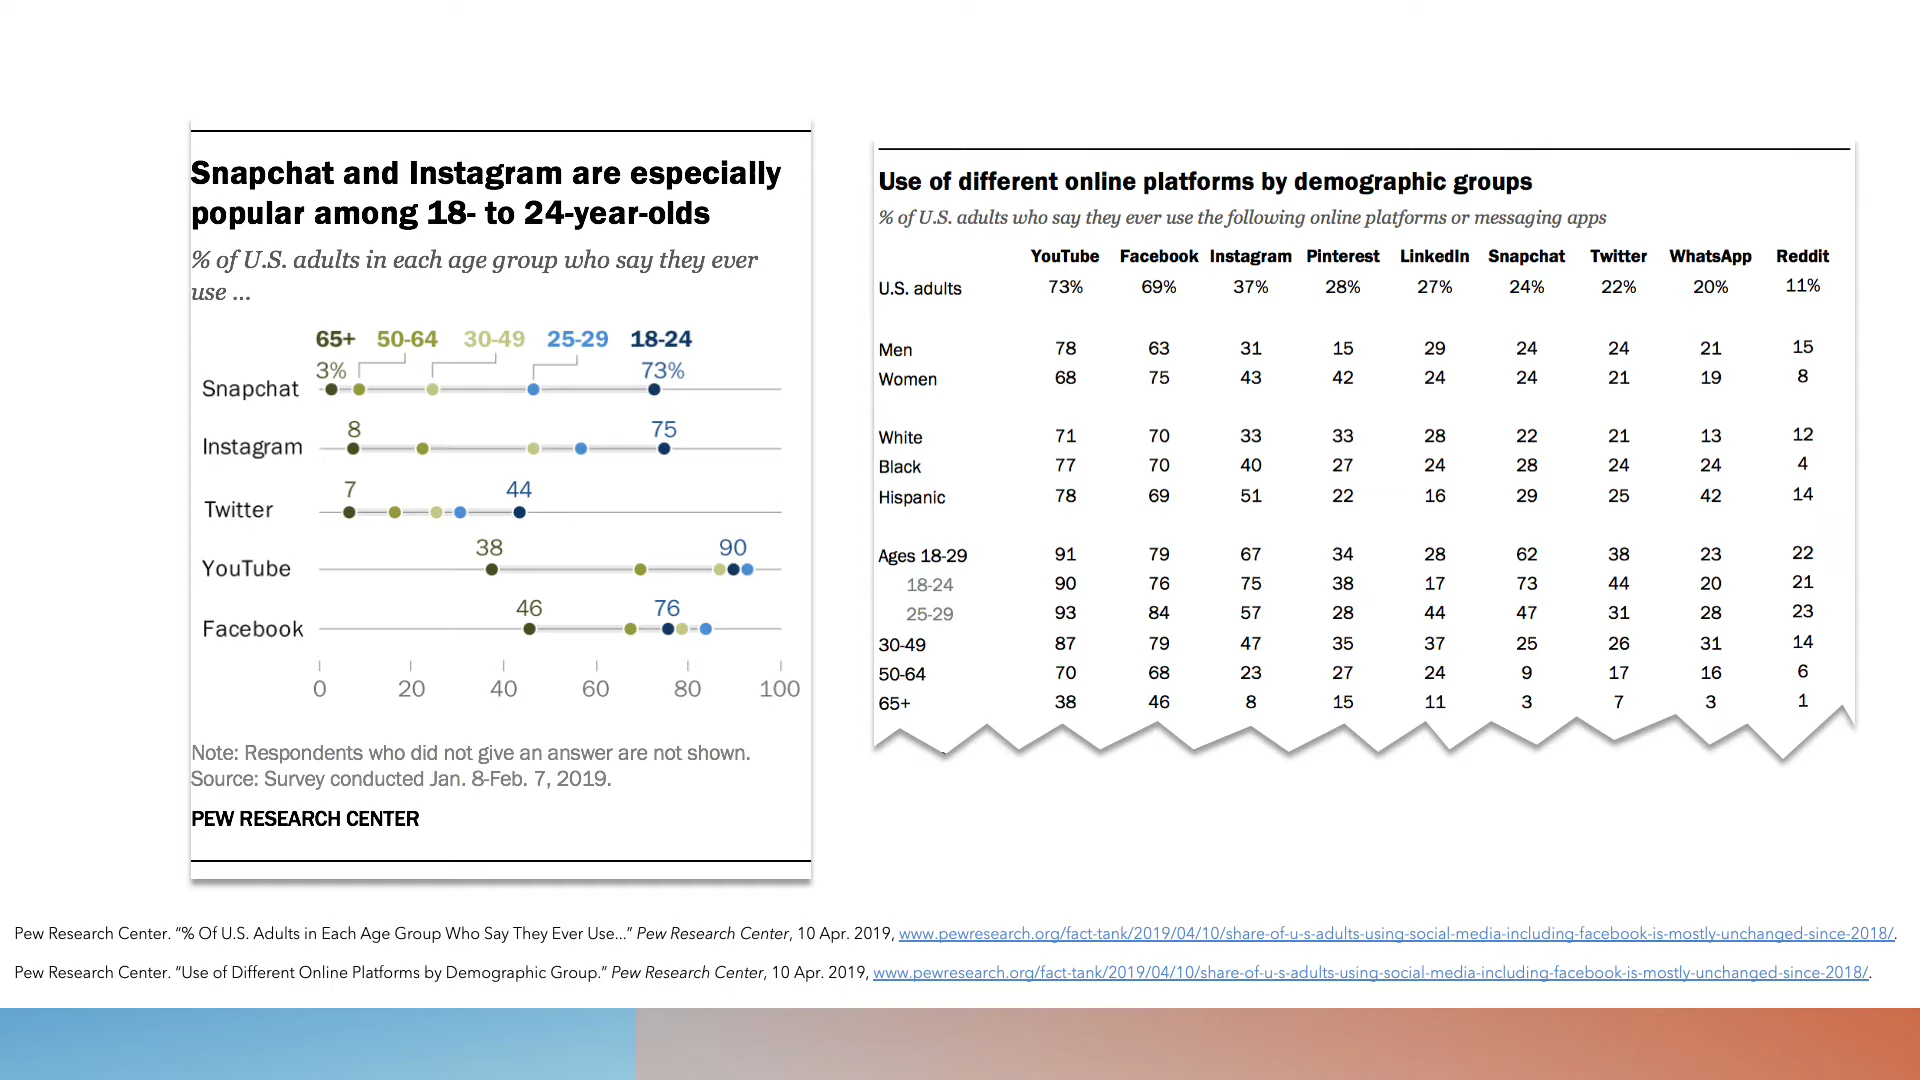 Snapchat and Instagram are especially
popular among 18- to 24-year-olds
% of U.S. adults in each age group who say they ever
use ...
65+ 50-64 30-49 25-29 18-24
3% 73%
Snapchat
8 75
Instagram
7 44
Twitter
38 90
YouTube
46 76
Facebook
0 20 40 60 80 100
Note: Respondents who did not give an answer are not shown.
Source: Survey conducted Jan. 8-Feb. 7, 2019.
PEW RESEARCH CENTER
Use of different online platforms by demographic groups
% of U.S. adults who say they ever use the following online platforms or messaging apps
YouTube Facebook Instagram Pinterest LinkedIn Snapchat Twitter WhatsApp Reddit
U.S. adults 73% 69% 37% 28% 27% 24% 22% 20% 11%
Men 78 63 31 15 29 24 24 21 15
Women 68 75 43 42 24 24 21 19 8
White 71 70 33 33 28 22 21 13 12
Black 77 70 40 27 24 28 24 24 4
Hispanic 78 69 51 22 16 29 25 42 14
Ages 18-29 91 79 67 34 28 62 38 23 22
18-24 90 76 75 38 17 73 44 20 21
25-29 93 84 57 28 44 47 31 28 23
30-49 87 79 47 35 37 25 26 31 14
50-64 70 68 23 27 24 9 17 16 6
65+ 38 46 8 15 11 3 7 3 1
Pew Research Center. “% Of U.S. Adults in Each Age Group Who Say They Ever Use...” Pew Research Center, 10 Apr. 2019, www.pewresearch.org/fact-tank/2019/04/10/share-of-u-s-adults-using-social-media-including-facebook-is-mostly-unchanged-since-2018/.
Pew Research Center. “Use of Different Online Platforms by Demographic Group.” Pew Research Center, 10 Apr. 2019, www.pewresearch.org/fact-tank/2019/04/10/share-of-u-s-adults-using-social-media-including-facebook-is-mostly-unchanged-since-2018/.